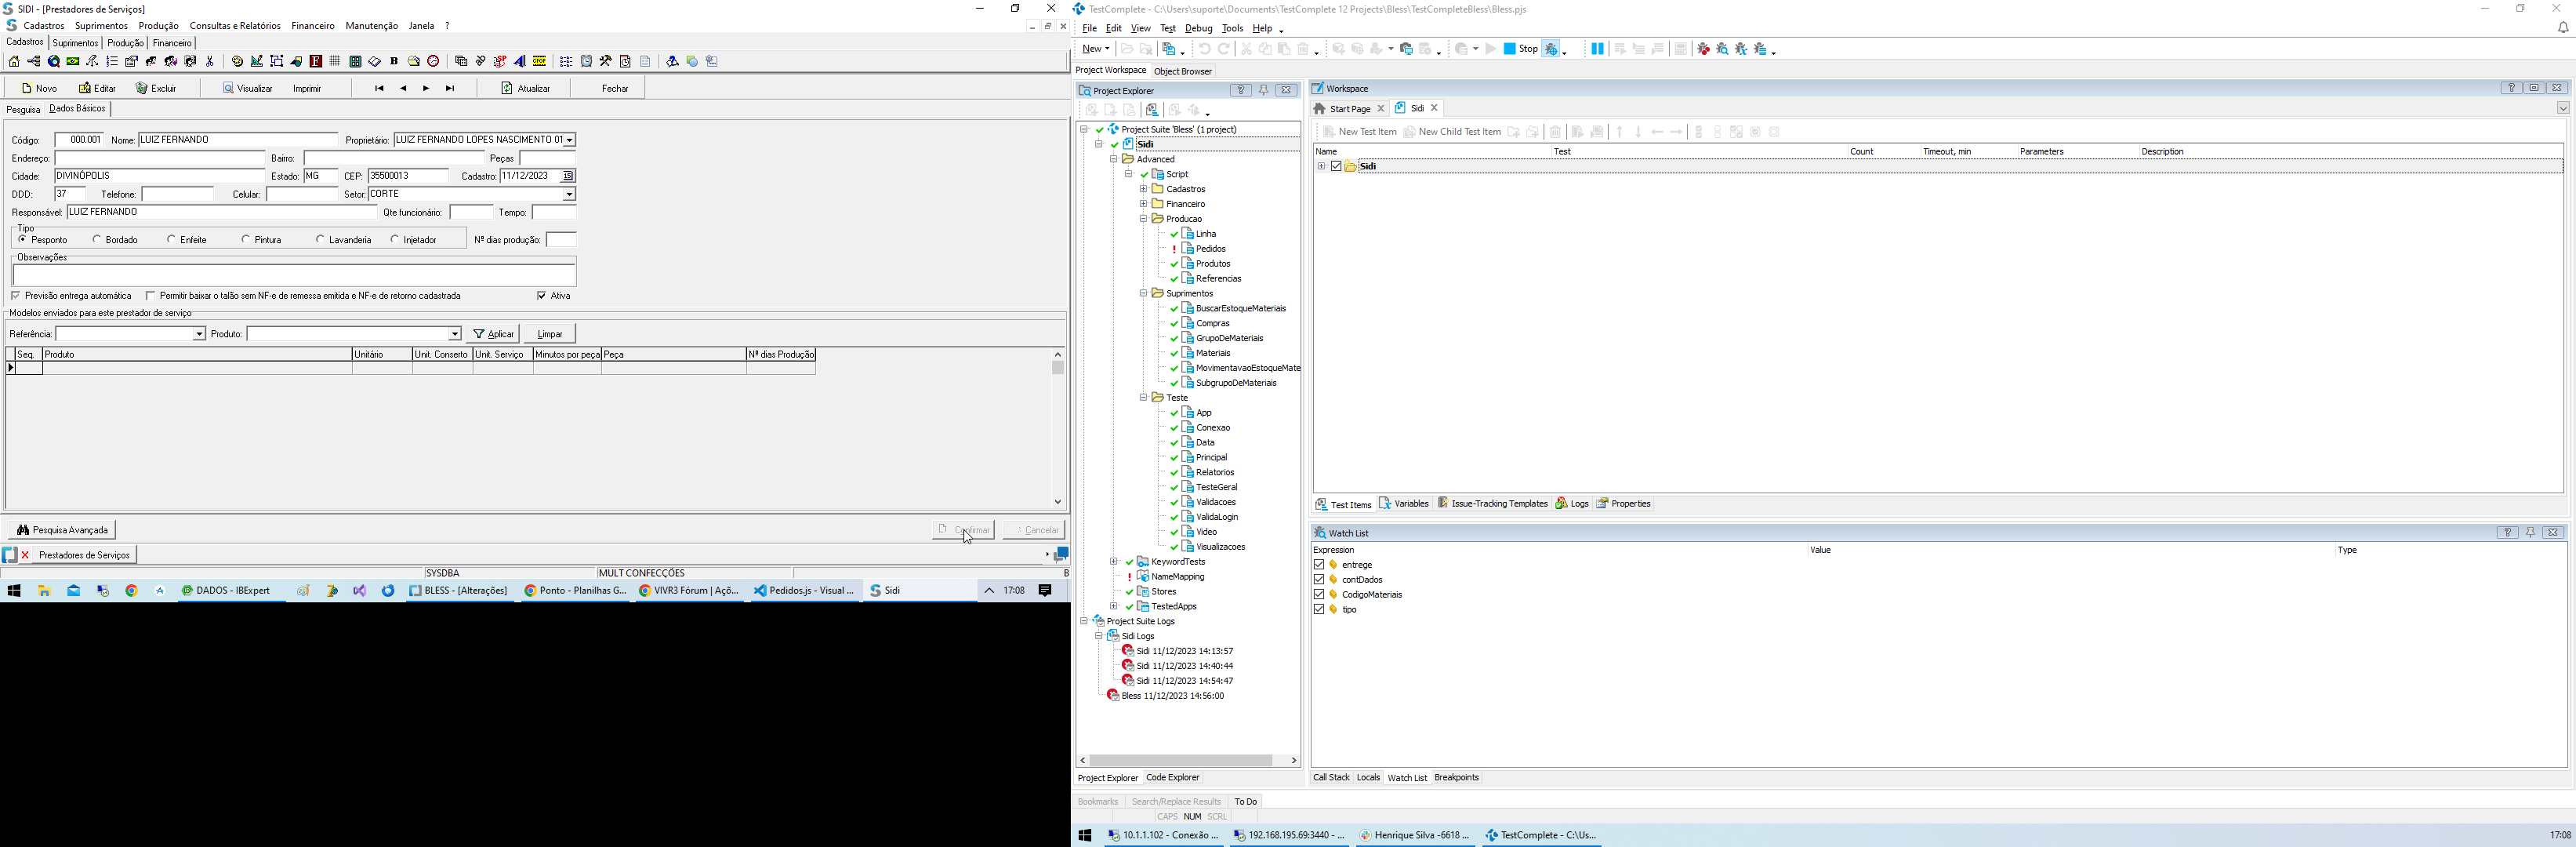 SIDI - [Prestadores de Serviços]
Cadastros Suprimentos Produção Consultas e Relatórios Financeiro Manutenção Janela ?
Cadastros Suprimentos Produção Financeiro
Novo Editar Excluir Visualizar Imprimir Atualizar Fechar
Pesquisa Dados Básicos
Código: 000.001 Nome: LUIZ FERNANDO Proprietário: LUIZ FERNANDO LOPES NASCIMENTO 01
Endereço: Bairro: Peças
Cidade: DIVINÓPOLIS Estado: MG CEP: 35500013 Cadastro: 11/12/2023 15
DDD: 37 Telefone: Celular: Setor: CORTE
Responsável: LUIZ FERNANDO Qte funcionário: Tempo:
Tipo
Pesponto Bordado Enfeite Pintura Lavanderia Injetador Nº dias produção:
Observações
Previsão entrega automática Permitir baixar o talão sem NF-e de remessa emitida e NF-e de retorno cadastrada Ativa
Modelos enviados para este prestador de serviço
Referência: Produto: Aplicar Limpar
Seq. Produto Unitário Unit. Conserto Unit. Serviço Minutos por peça Peça Nº dias Produção
Pesquisa Avançada Confirmar Cancelar
Prestadores de Serviços
SYSDBA MULT CONFECÇÕES B
DADOS - IBExpert BLESS - [Alterações] Ponto - Planilhas G... VIVR3 Fórum | Açõ... Pedidos.js - Visual ... Sidi 17:08
TestComplete - C:\Users\suporte\Documents\TestComplete 12 Projects\Bless\TestCompleteBless\Bless.pjs
File Edit View Test Debug Tools Help
New Stop
Project Workspace Object Browser
Project Explorer
Project Suite 'Bless' (1 project)
Sidi
Advanced
Script
Cadastros
Financeiro
Producao
Linha
Pedidos
Produtos
Referencias
Suprimentos
BuscarEstoqueMateriais
Compras
GrupoDeMateriais
Materiais
MovimentavaoEstoqueMate
SubgrupoDeMateriais
Teste
App
Conexao
Data
Principal
Relatorios
TesteGeral
Validacoes
ValidaLogin
Video
Visualizacoes
KeywordTests
NameMapping
Stores
TestedApps
Project Suite Logs
Sidi Logs
Sidi 11/12/2023 14:13:57
Sidi 11/12/2023 14:40:44
Sidi 11/12/2023 14:54:47
Bless 11/12/2023 14:56:00
Project Explorer Code Explorer
Workspace
Start Page Sidi
New Test Item New Child Test Item
Name Test Count Timeout, min Parameters Description
Sidi
Test Items Variables Issue-Tracking Templates Logs Properties
Watch List
Expression Value Type
entrege
contDados
CodigoMateriais
tipo
Call Stack Locals Watch List Breakpoints
Bookmarks Search/Replace Results To Do
CAPS NUM SCRL
10.1.1.102 - Conexão ... 192.168.195.69:3440 - ... Henrique Silva -6618 ... TestComplete - C:\Us... 17:08